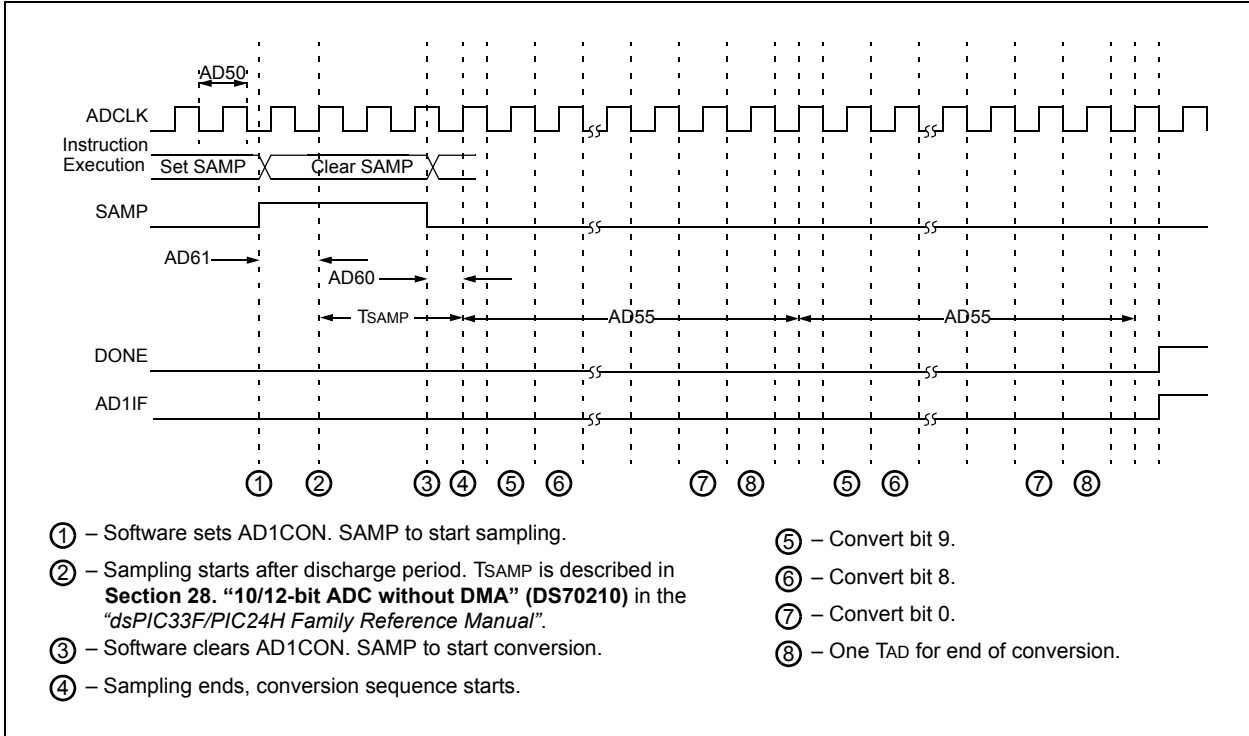 AD50
ADCLK
Instruction
Execution
Set SAMP
Clear SAMP
SAMP
AD61
AD60
TSAMP
AD55
AD55
DONE
AD1IF
1 2 3 4 5 6 7 8 5 6 7 8
1 – Software sets AD1CON. SAMP to start sampling.
2 – Sampling starts after discharge period. TSAMP is described in
Section 28. “10/12-bit ADC without DMA” (DS70210) in the
“dsPIC33F/PIC24H Family Reference Manual”.
3 – Software clears AD1CON. SAMP to start conversion.
4 – Sampling ends, conversion sequence starts.
5 – Convert bit 9.
6 – Convert bit 8.
7 – Convert bit 0.
8 – One TAD for end of conversion.